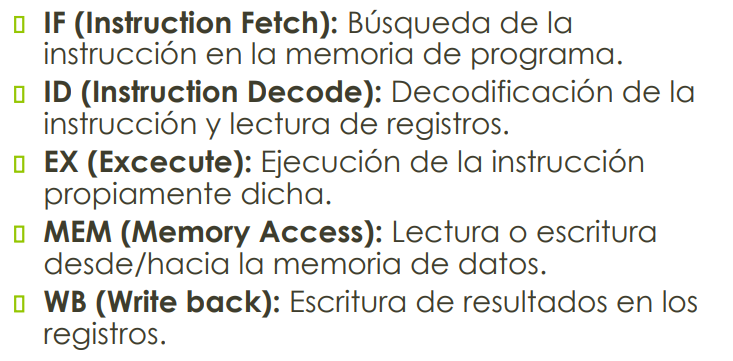 IF (Instruction Fetch): Búsqueda de la
instrucción en la memoria de programa.
ID (Instruction Decode): Decodificación de la
instrucción y lectura de registros.
EX (Excecute): Ejecución de la instrucción
propiamente dicha.
MEM (Memory Access): Lectura o escritura
desde/hacia la memoria de datos.
WB (Write back): Escritura de resultados en los
registros.